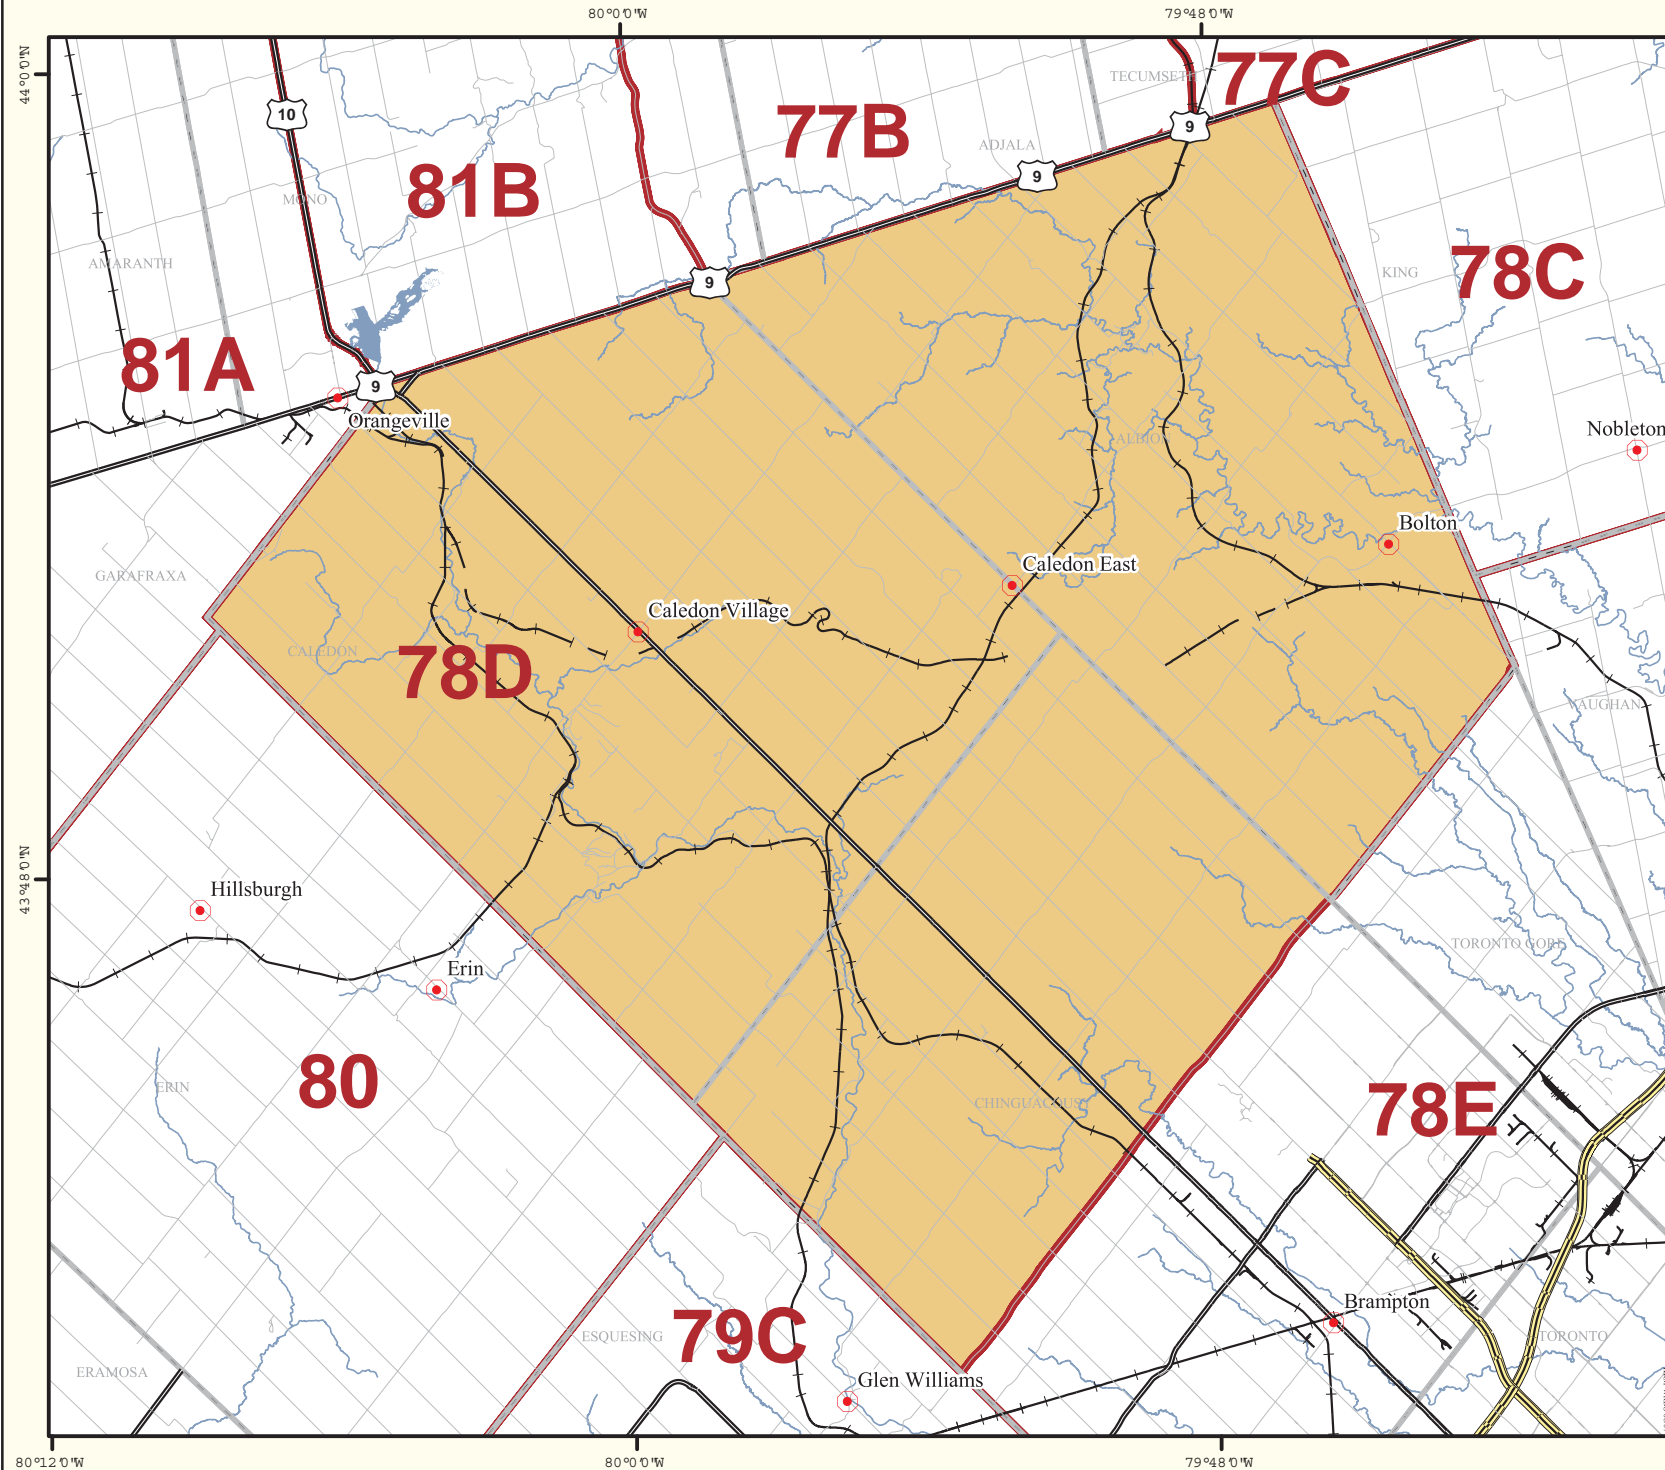 80°0'0"W
79°48'0"W
44°0'0"N
77C
TECUMSETH
10
77B
9
ADJALA
9
81B
MONO
AMARANTH
78C
KING
9
81A
9
Orangeville
Nobleton
ALBION
Bolton
Caledon East
GARAFRAXA
Caledon Village
CALEDON
78D
VAUGHAN
43°48'0"N
Hillsburgh
TORONTO GORE
Erin
80
ERIN
CHINGUACOUSY
78E
Brampton
79C
ESQUESING
TORONTO
ERAMOSA
Glen Williams
80°12'0"W
80°0'0"W
79°48'0"W